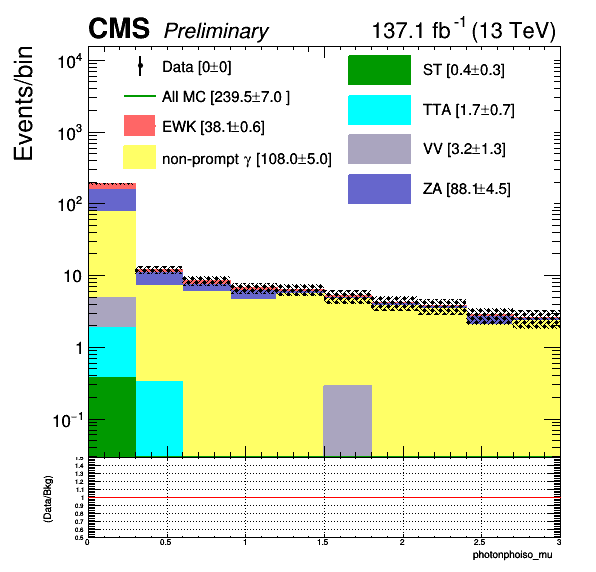 CMS Preliminary 137.1 fb⁻¹ (13 TeV)
Events/bin
10⁴
10³
10²
10
1
10⁻¹
Data [0±0]
All MC [239.5±7.0 ]
EWK [38.1±0.6]
non-prompt γ [108.0±5.0]
ST [0.4±0.3]
TTA [1.7±0.7]
VV [3.2±1.3]
ZA [88.1±4.5]
(Data/Bkg)
1.5
1.4
1.3
1.2
1.1
1
0.9
0.8
0.7
0.6
0.5
0 0.5 1 1.5 2 2.5 3
photonphoiso_mu